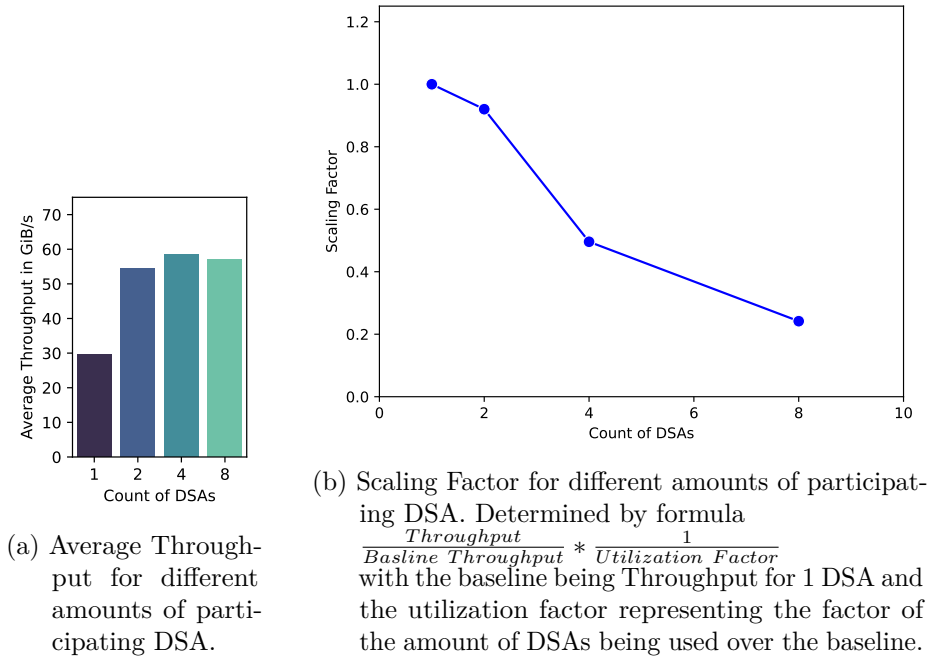 70
60
50
40
30
20
10
0
Average Throughput in GiB/s
1 2 4 8
Count of DSAs
(a) Average Through-
put for different
amounts of parti-
cipating DSA.
1.2
1.0
0.8
0.6
0.4
0.2
0.0
Scaling Factor
0 2 4 6 8 10
Count of DSAs
(b) Scaling Factor for different amounts of participat-
ing DSA. Determined by formula
Throughput / Basline Throughput * 1 / Utilization Factor
with the baseline being Throughput for 1 DSA and
the utilization factor representing the factor of
the amount of DSAs being used over the baseline.